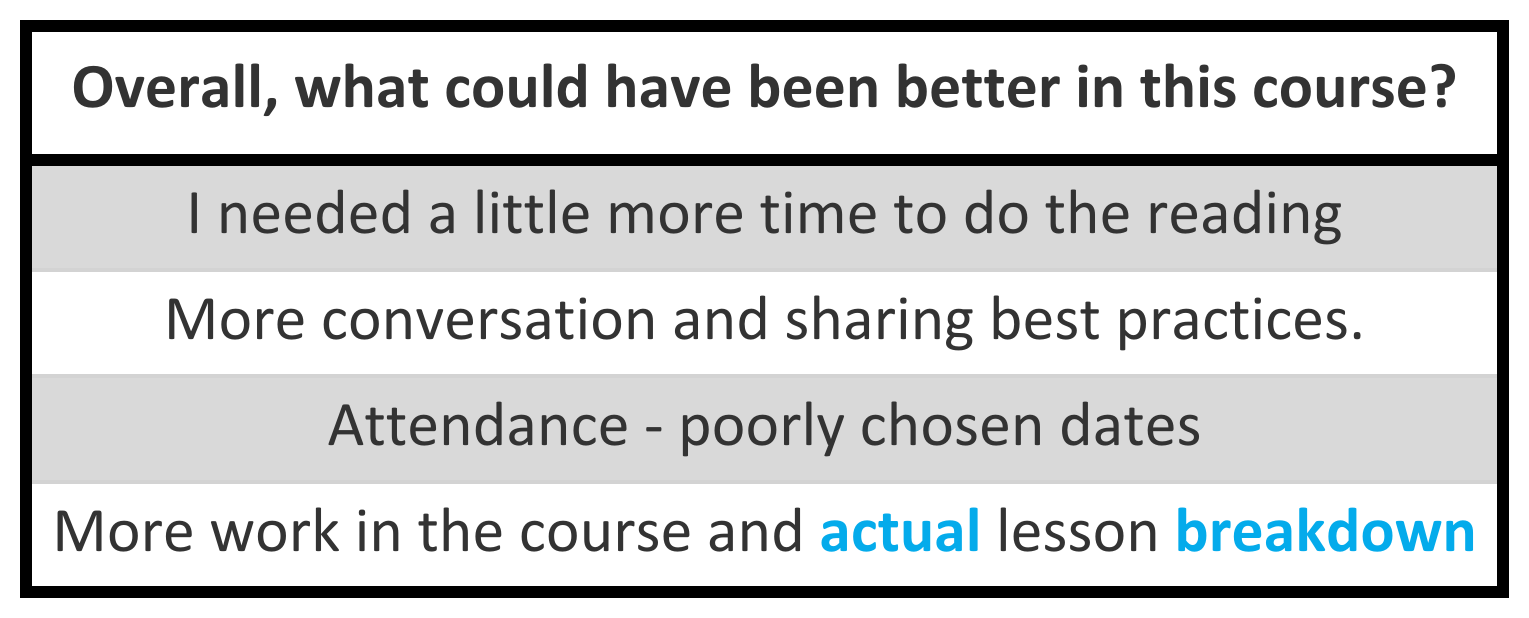 Overall, what could have been better in this course?
I needed a little more time to do the reading
More conversation and sharing best practices.
Attendance - poorly chosen dates
More work in the course and actual lesson breakdown